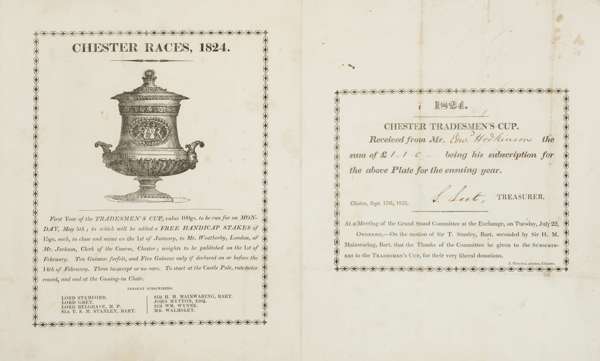 CHESTER RACES, 1824.
First Year of the TRADESMEN'S CUP, value 100gs. to be run for on MON-
DAY, May 5th; to which will be added a FREE HANDICAP STAKES of
15gs. each, to close and name on the 1st of January, to Mr. Weatherby, London, or
Mr. Jackson, Clerk of the Course, Chester; weights to be published on the 1st of
February. Ten Guineas forfeit, and Five Guineas only if declared on or before the
14th of February. Three to accept or no race. To start at the Castle Pole, run twice
round, and end at the Coming-in Chair.
PRESENT SUBSCRIBERS.
LORD STAMFORD.
LORD GREY.
LORD BELGRAVE, M. P.
SIR T. S. M. STANLEY, BART.
SIR H. M. MAINWARING, BART.
JOHN MYTTON, ESQ.
SIR WM. WYNNE.
MR. WALMSLEY.
1824.
CHESTER TRADESMEN'S CUP.
Received from Mr. Hodkinson the
sum of £1.1.0 being his subscription for
the above Plate for the ensuing year.
Chester, Sept. TREASURER.
At a Meeting of the Grand Stand Committee at the Exchange, on Tuesday, July 22,
ORDERED,—On the motion of Sir T. Stanley, Bart. seconded by Sir H. M.
Mainwaring, Bart. that the Thanks of the Committee be given to the SUBSCRIB-
ERS to the TRADESMEN'S CUP, for their very liberal donations.